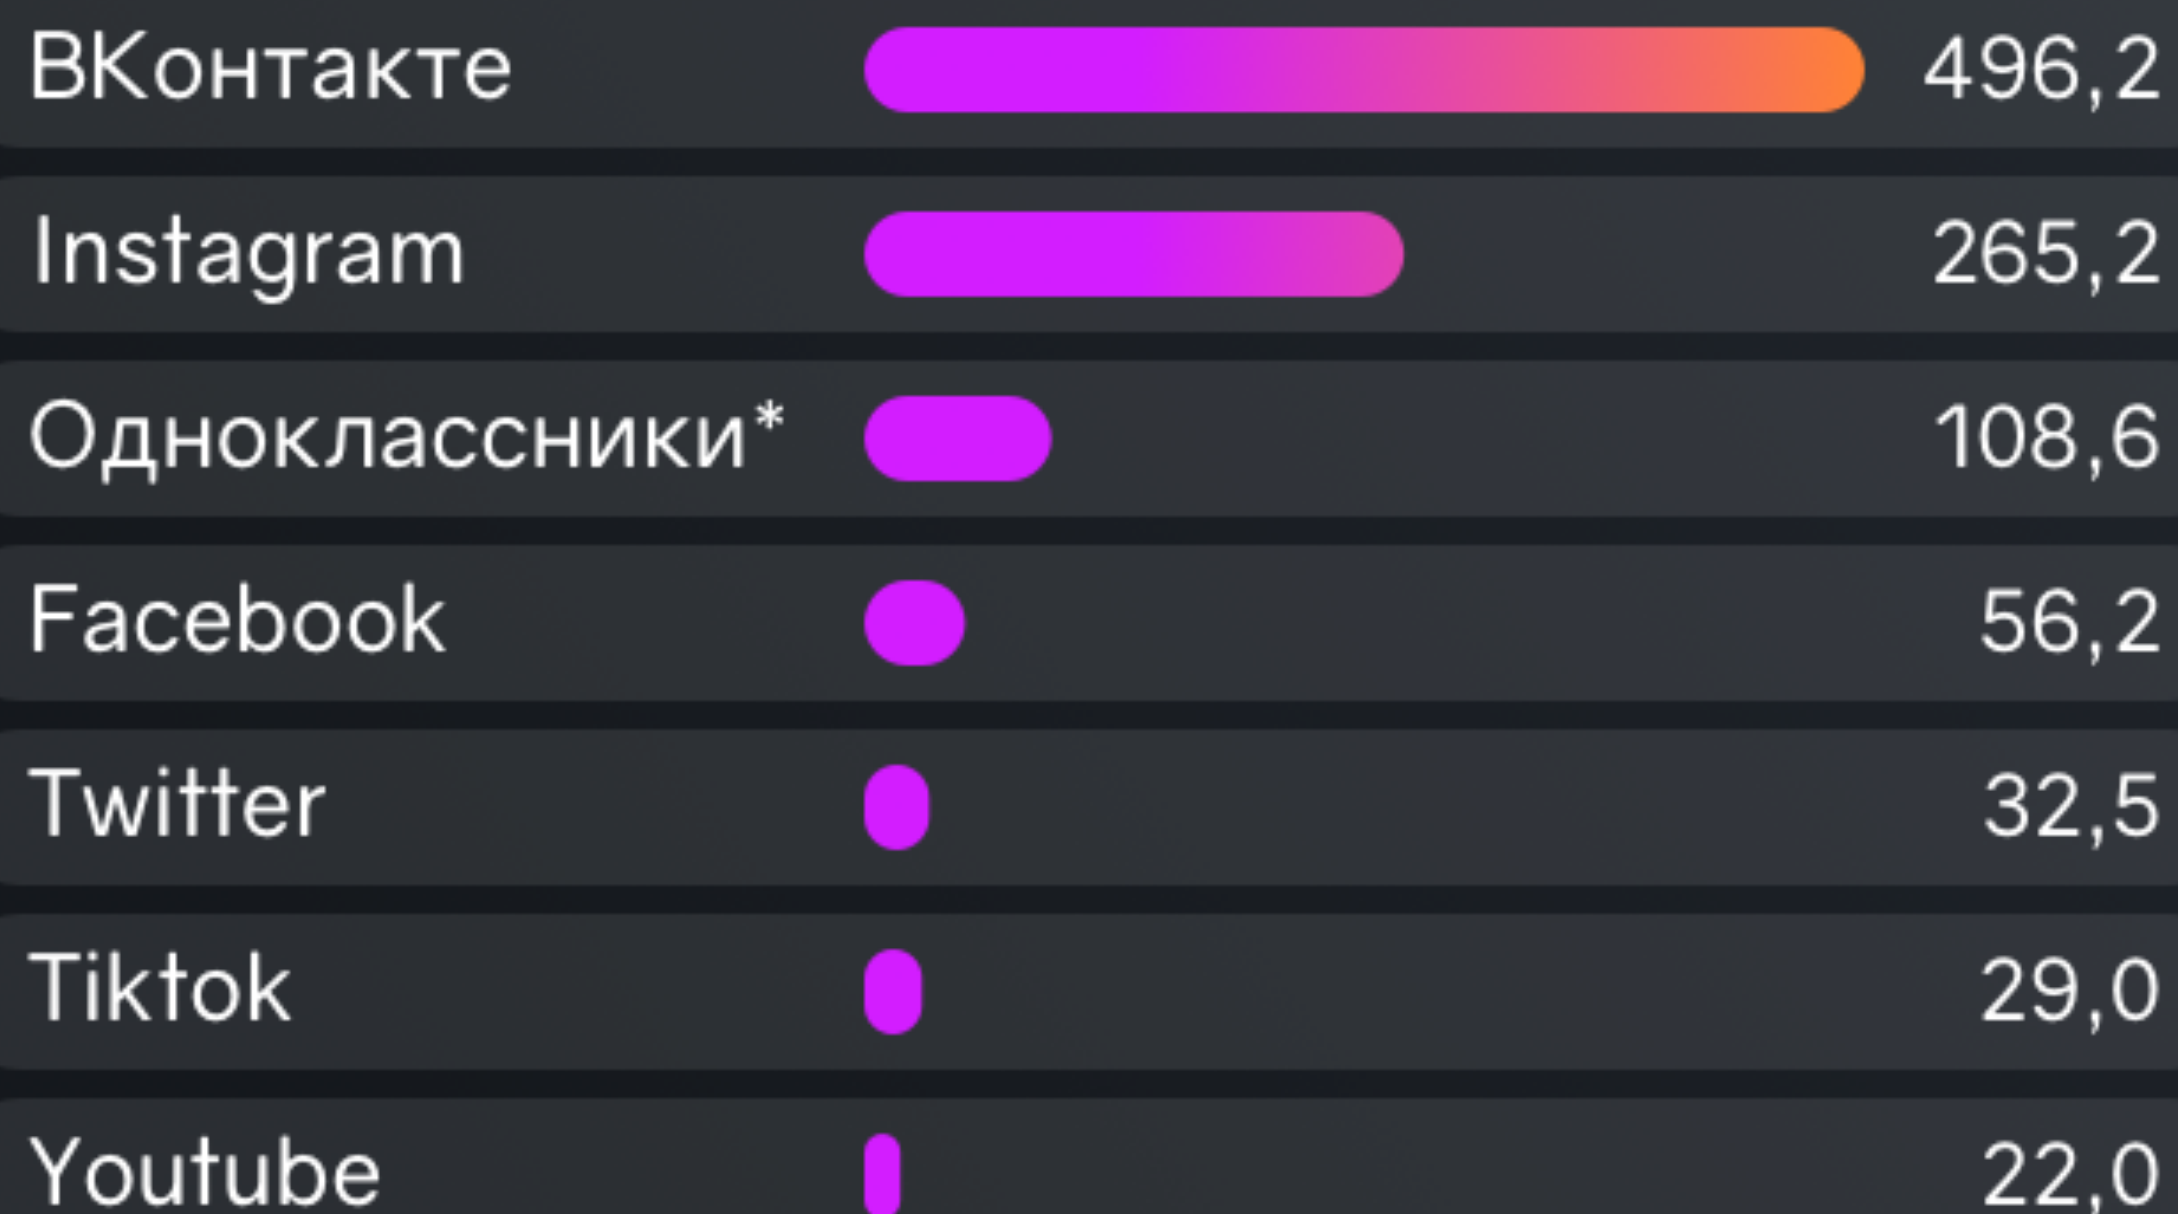 ВКонтакте 496,2
Instagram 265,2
Одноклассники* 108,6
Facebook 56,2
Twitter 32,5
Tiktok 29,0
Youtube 22,0